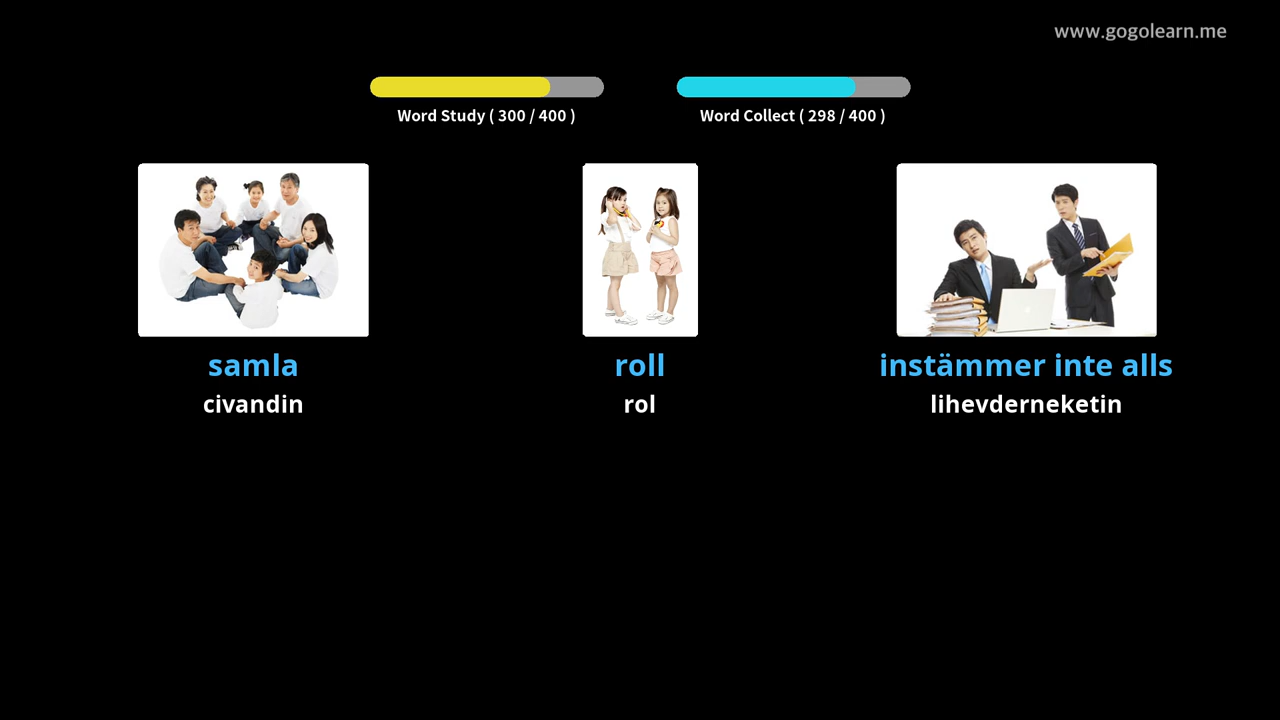 www.gogolearn.me
Word Study ( 300 / 400 )
Word Collect ( 298 / 400 )
samla
roll
instämmer inte alls
civandin
rol
lihevderneketin